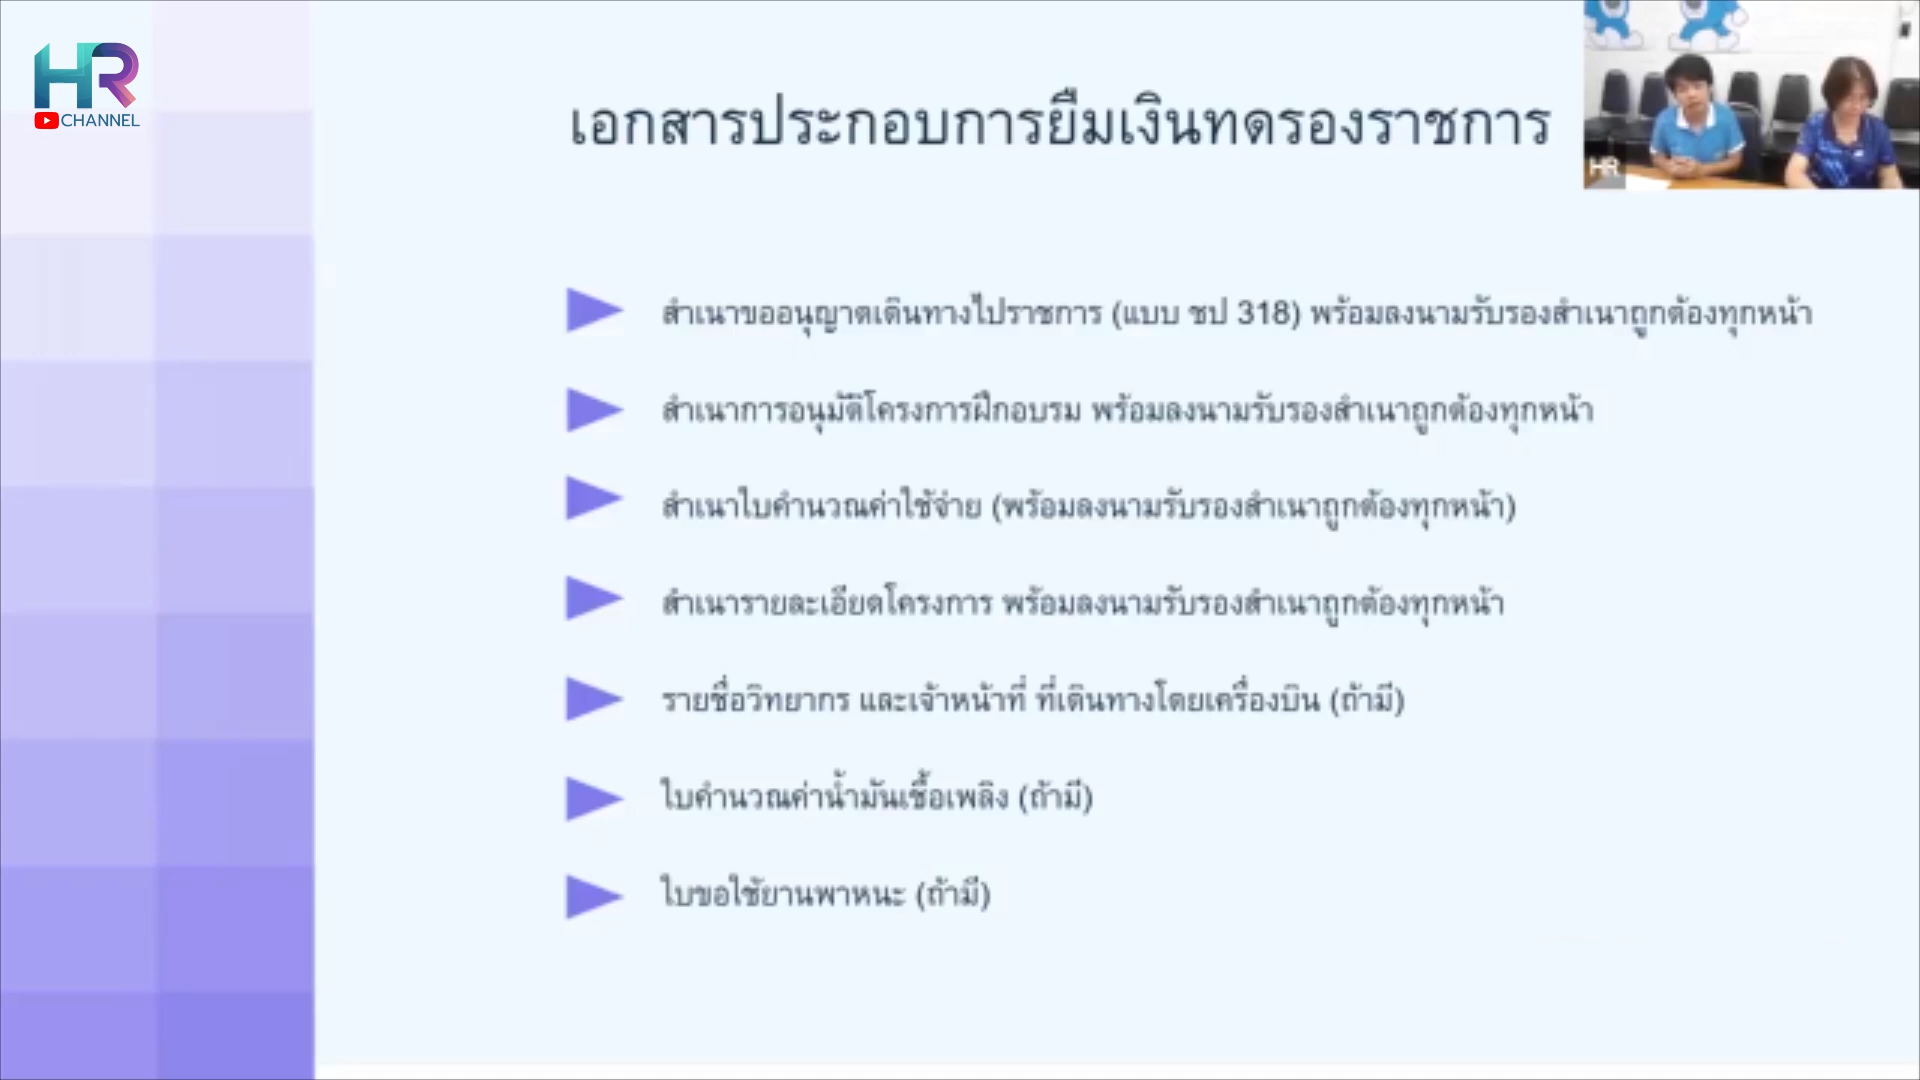 HR
CHANNEL
เอกสารประกอบการยืมเงินทดรองราชการ
HR
สำเนาขออนุญาตเดินทางไปราชการ (แบบ ชป 318) พร้อมลงนามรับรองสำเนาถูกต้องทุกหน้า
สำเนาการอนุมัติโครงการฝึกอบรม พร้อมลงนามรับรองสำเนาถูกต้องทุกหน้า
สำเนาใบคำนวณค่าใช้จ่าย (พร้อมลงนามรับรองสำเนาถูกต้องทุกหน้า)
สำเนารายละเอียดโครงการ พร้อมลงนามรับรองสำเนาถูกต้องทุกหน้า
รายชื่อวิทยากร และเจ้าหน้าที่ ที่เดินทางโดยเครื่องบิน (ถ้ามี)
ใบคำนวณค่าน้ำมันเชื้อเพลิง (ถ้ามี)
ใบขอใช้ยานพาหนะ (ถ้ามี)